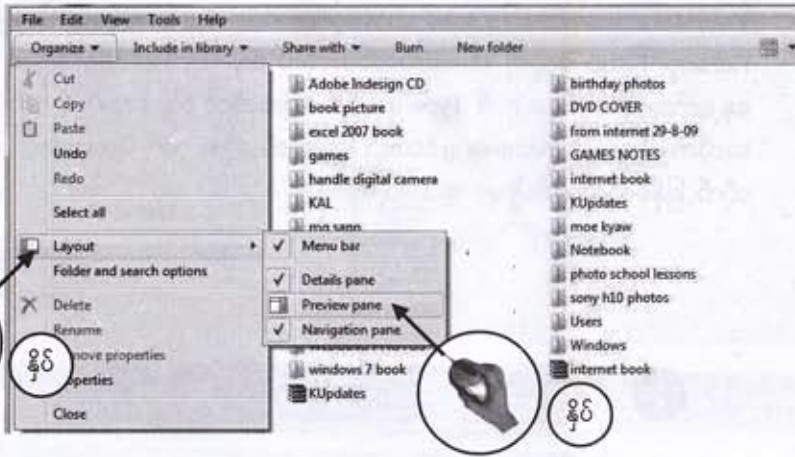 File Edit View Tools Help
Organize Include in library Share with Burn New folder
Cut
Copy
Paste
Undo
Redo
Select all
Layout
Folder and search options
Delete
Rename
properties
Close
Menu bar
Details pane
Preview pane
Navigation pane
Adobe Indesign CD
book picture
excel 2007 book
games
handle digital camera
KAL
mg sann
windows 7 book
KUpdates
birthday photos
DVD COVER
from internet 29-8-09
GAMES NOTES
internet book
KUpdates
moe kyaw
Notebook
photo school lessons
sony h10 photos
Users
Windows
internet book
နှိပ်
နှိပ်